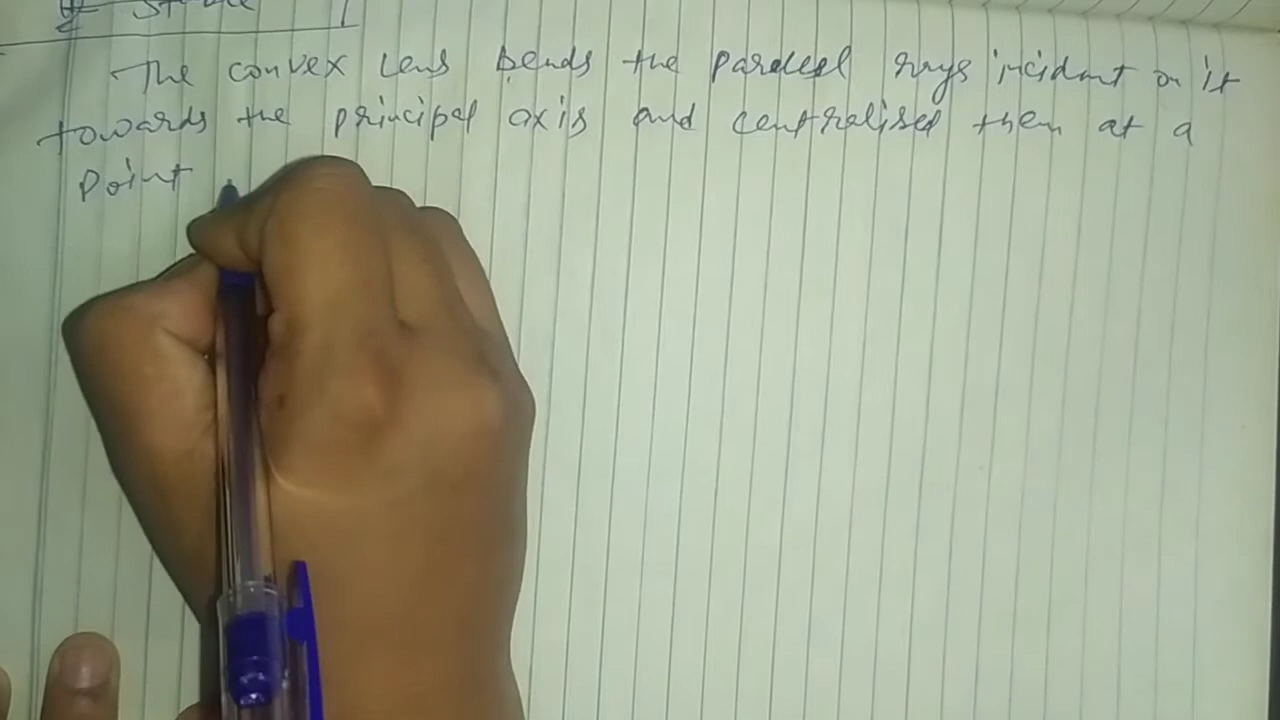 The convex lens bends the parallel rays incident on it
towards the principal axis and centralised them at a
Point